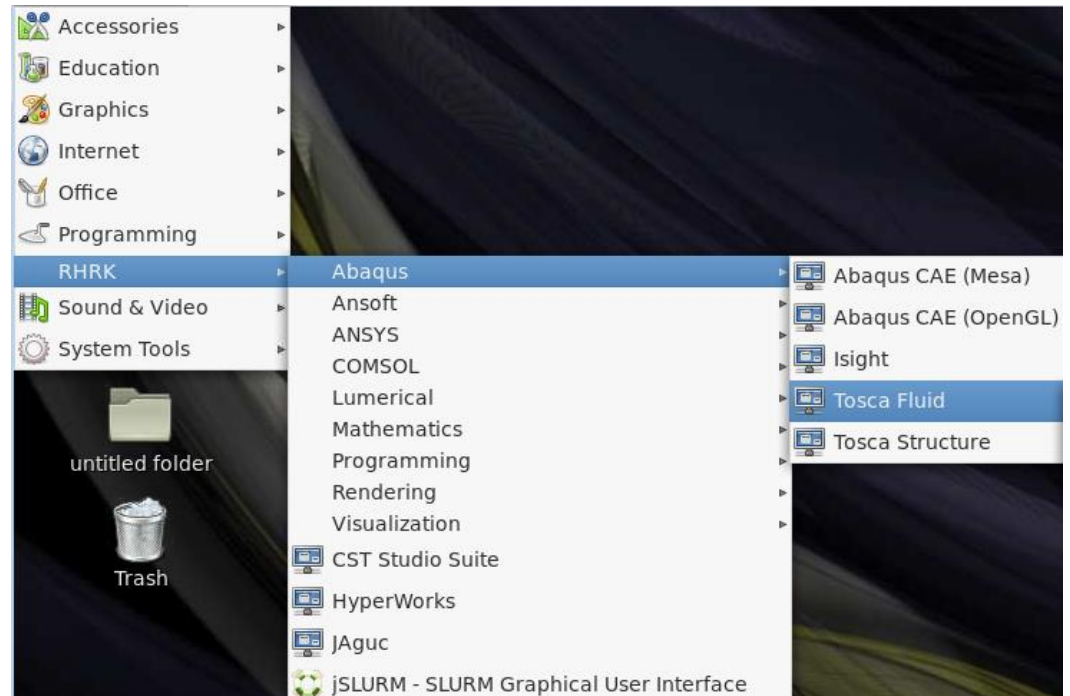 Accessories
Education
Graphics
Internet
Office
Programming
RHRK
Sound & Video
System Tools
untitled folder
Trash
Abaqus
Ansoft
ANSYS
COMSOL
Lumerical
Mathematics
Programming
Rendering
Visualization
CST Studio Suite
HyperWorks
JAguc
jSLURM - SLURM Graphical User Interface
Abaqus CAE (Mesa)
Abaqus CAE (OpenGL)
Isight
Tosca Fluid
Tosca Structure